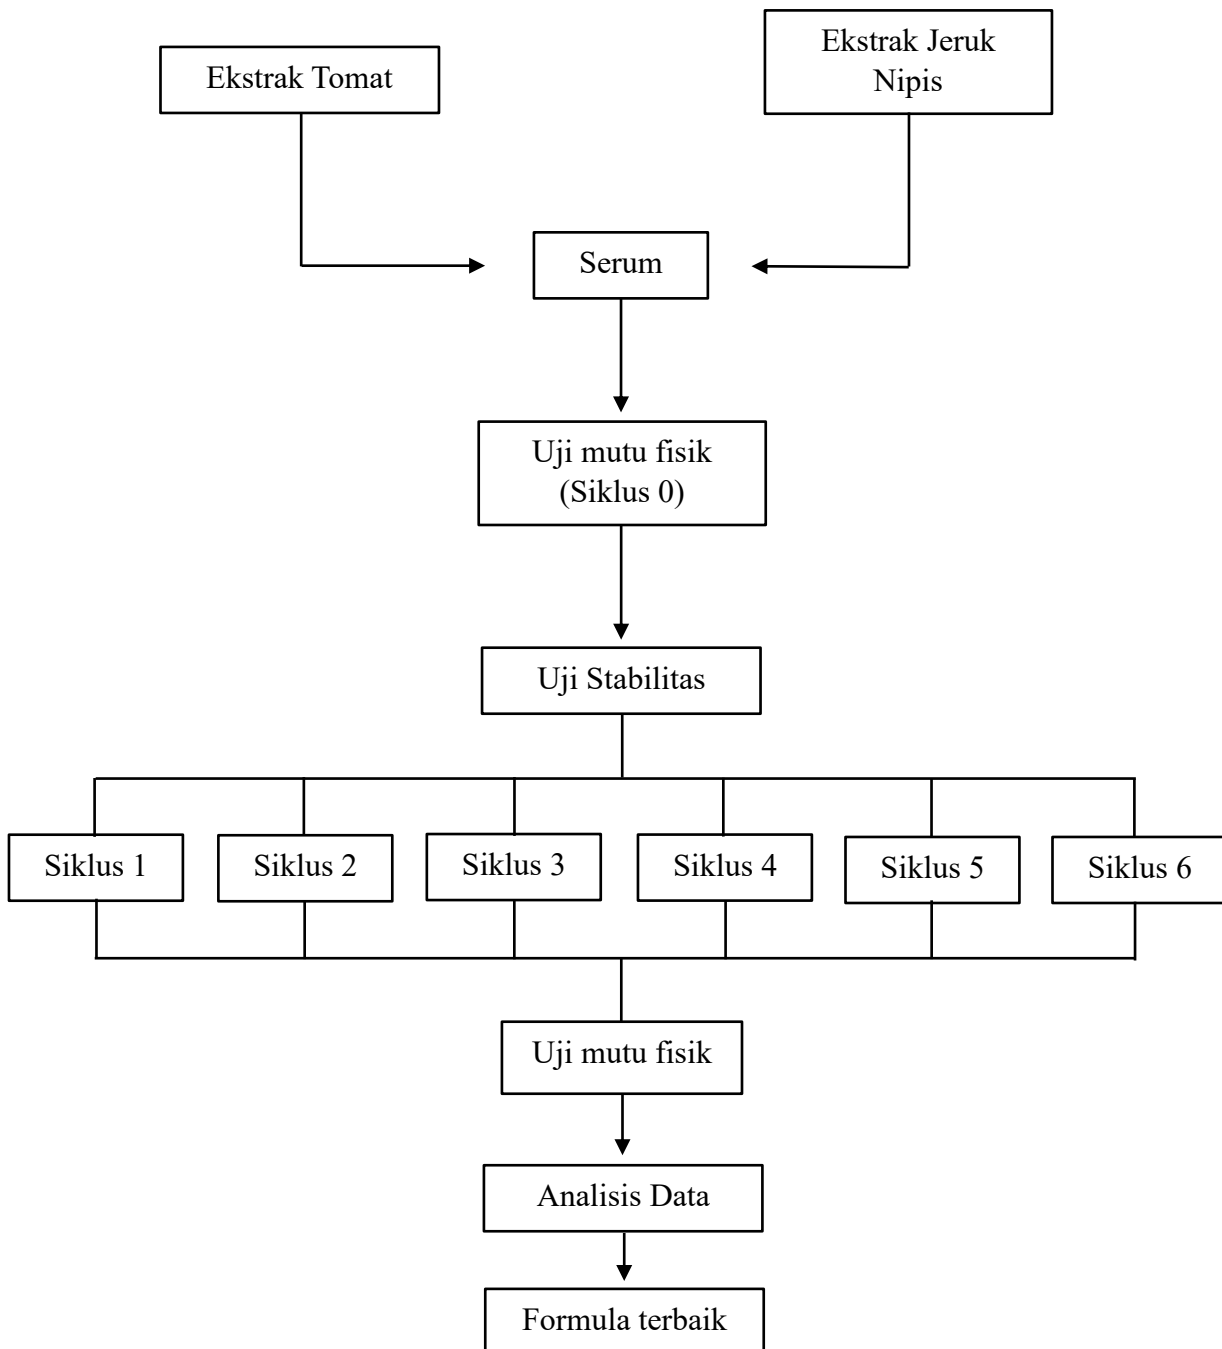 Ekstrak Tomat
Ekstrak Jeruk
Nipis
Serum
Uji mutu fisik
(Siklus 0)
Uji Stabilitas
Siklus 1
Siklus 2
Siklus 3
Siklus 4
Siklus 5
Siklus 6
Uji mutu fisik
Analisis Data
Formula terbaik